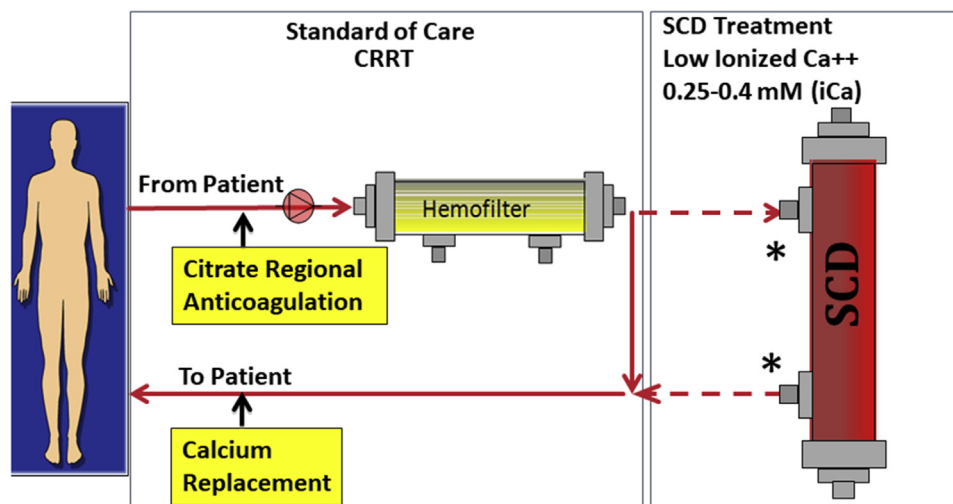 Standard of Care
CRRT
SCD Treatment
Low Ionized Ca++
0.25-0.4 mM (iCa)
From Patient
Hemofilter
Citrate Regional
Anticoagulation
*
SCD
*
To Patient
Calcium
Replacement